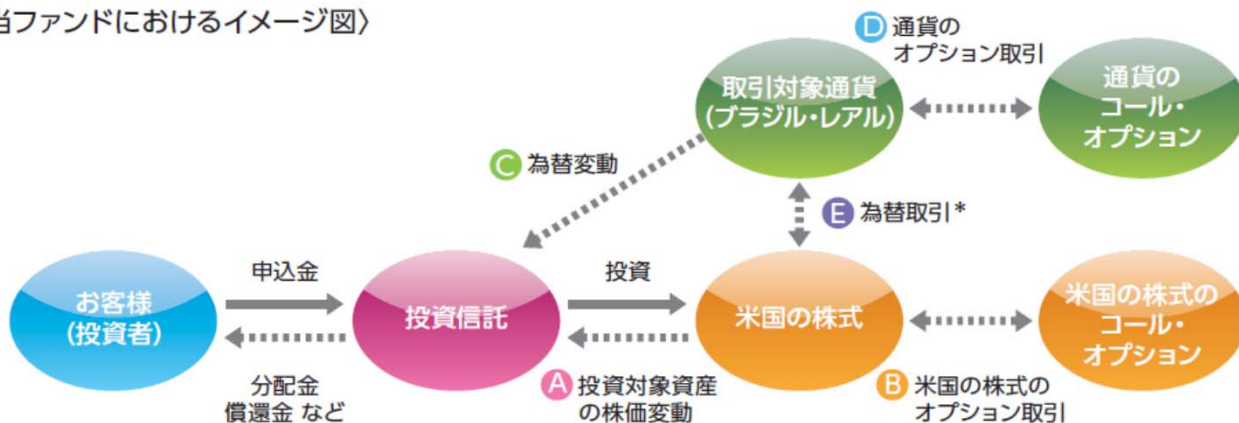 当ファンドにおけるイメージ図〉
D 通貨の
オプション取引
取引対象通貨
(ブラジル・レアル)
通貨の
コール・
オプション
C 為替変動
E 為替取引*
申込金
投資
お客様
(投資者)
投資信託
米国の株式
米国の株式の
コール・
オプション
分配金
償還金 など
A 投資対象資産
の株価変動
B 米国の株式の
オプション取引